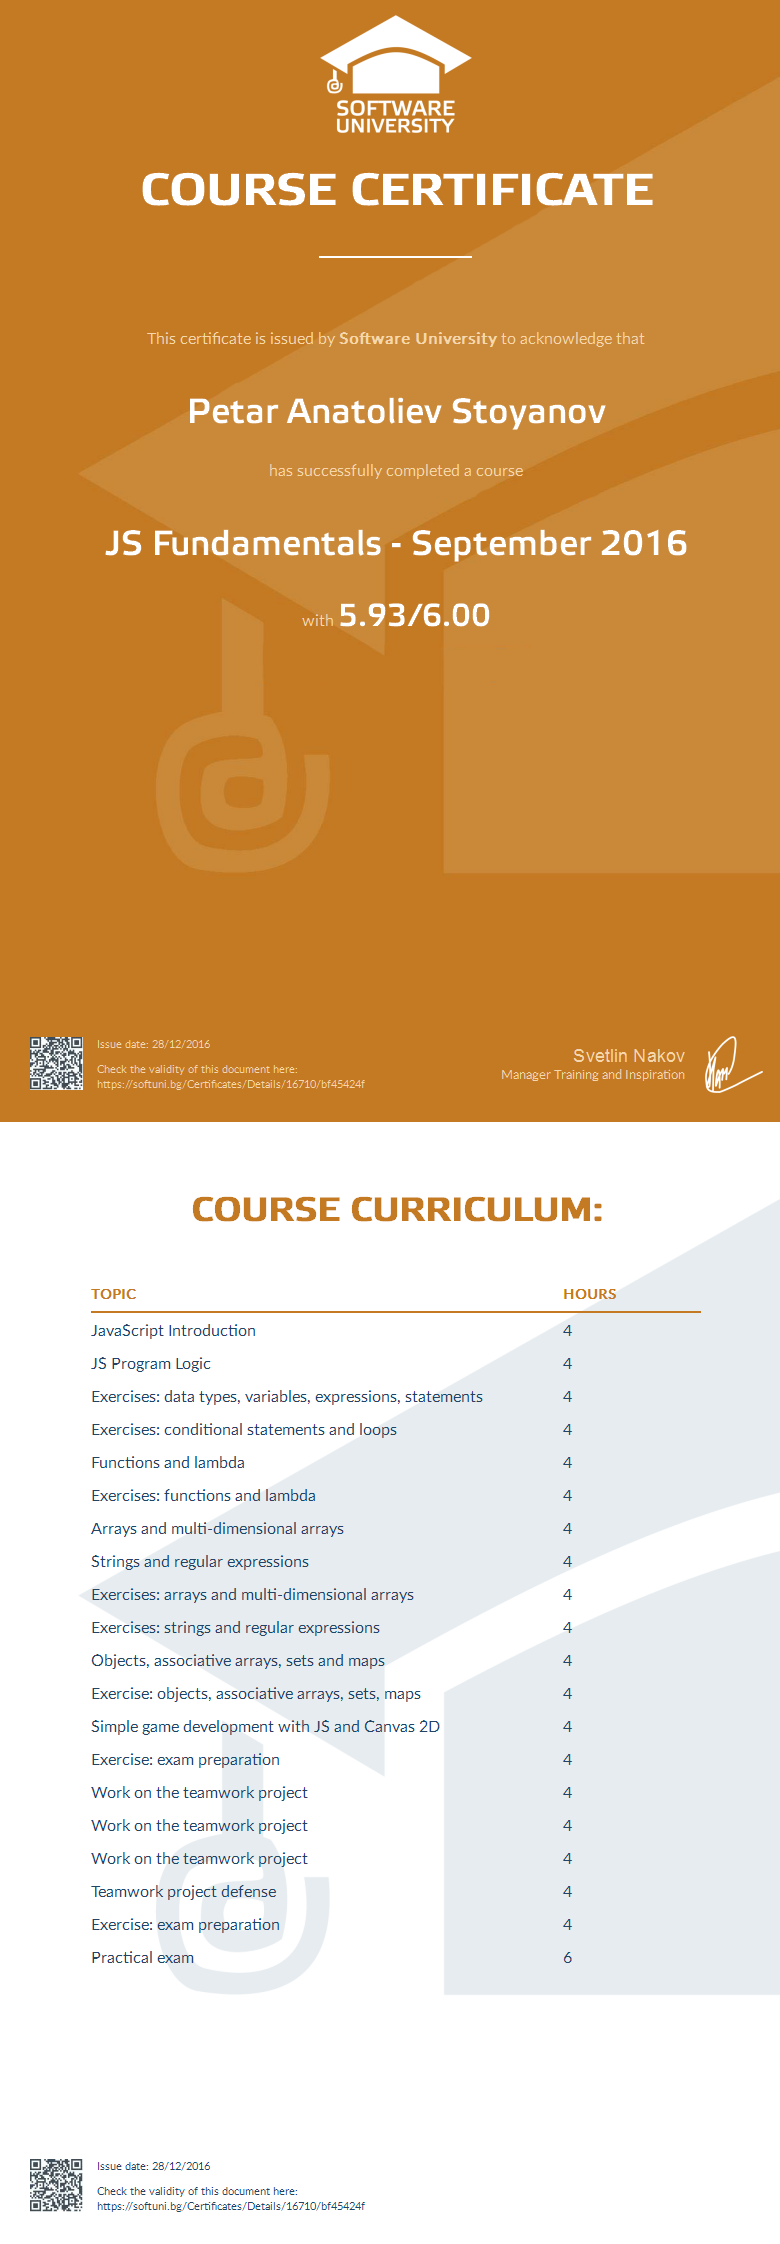 SOFTWARE
UNIVERSITY
COURSE CERTIFICATE
This certificate is issued by Software University to acknowledge that
Petar Anatoliev Stoyanov
has successfully completed a course
JS Fundamentals - September 2016
with 5.93/6.00
Issue date: 28/12/2016
Check the validity of this document here:
https://softuni.bg/Certificates/Details/16710/bf45424f
Svetlin Nakov
Manager Training and Inspiration
COURSE CURRICULUM:
TOPIC HOURS
JavaScript Introduction 4
JS Program Logic 4
Exercises: data types, variables, expressions, statements 4
Exercises: conditional statements and loops 4
Functions and lambda 4
Exercises: functions and lambda 4
Arrays and multi-dimensional arrays 4
Strings and regular expressions 4
Exercises: arrays and multi-dimensional arrays 4
Exercises: strings and regular expressions 4
Objects, associative arrays, sets and maps 4
Exercise: objects, associative arrays, sets, maps 4
Simple game development with JS and Canvas 2D 4
Exercise: exam preparation 4
Work on the teamwork project 4
Work on the teamwork project 4
Work on the teamwork project 4
Teamwork project defense 4
Exercise: exam preparation 4
Practical exam 6
Issue date: 28/12/2016
Check the validity of this document here:
https://softuni.bg/Certificates/Details/16710/bf45424f